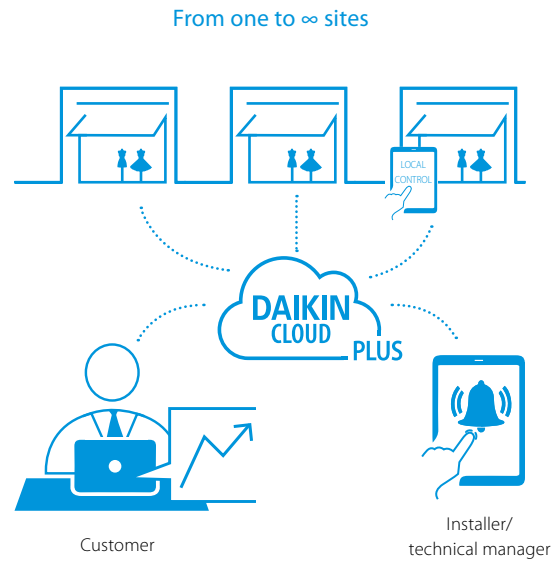 From one to ∞ sites
LOCAL
CONTROL
DAIKIN
CLOUD
PLUS
Customer
Installer/
technical manager